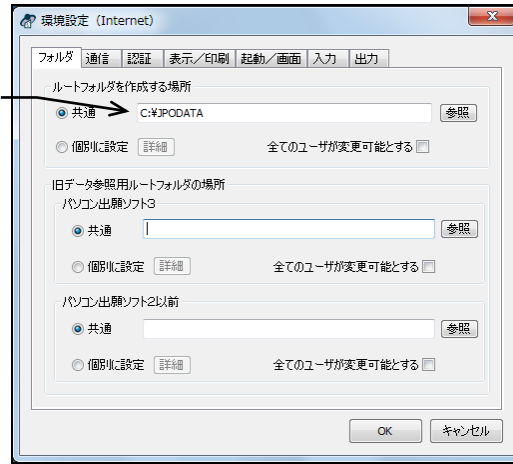 環境設定（Internet）
フォルダ 通信 認証 表示／印刷 起動／画面 入力 出力
ルートフォルダを作成する場所
共通 C:¥JPODATA 参照
個別に設定 詳細 全てのユーザが変更可能とする
旧データ参照用ルートフォルダの場所
パソコン出願ソフト3
共通 参照
個別に設定 詳細 全てのユーザが変更可能とする
パソコン出願ソフト2以前
共通 参照
個別に設定 詳細 全てのユーザが変更可能とする
OK キャンセル